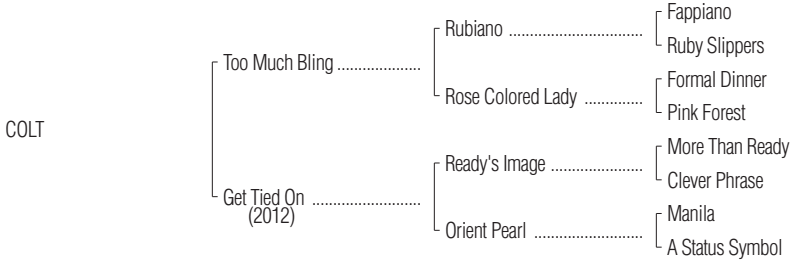 Fappiano
Rubiano ................................
Ruby Slippers
Too Much Bling ....................
Formal Dinner
Rose Colored Lady ..............
Pink Forest
COLT
More Than Ready
Ready's Image ......................
Clever Phrase
Get Tied On ..........................
(2012)
Manila
Orient Pearl ..........................
A Status Symbol